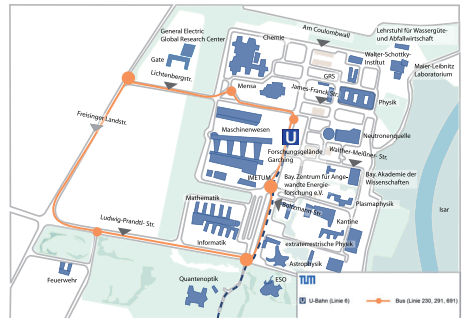 Am Coulombwall
Lehrstuhl für Wassergüte-
und Abfallwirtschaft
General Electric
Global Research Center
Chemie
Walter-Schottky-
Institut
Maier-Leibnitz
Laboratorium
Gate
Lichtenbergstr.
GRS
Mensa
James-Franck Str.
Physik
Freisinger-Landstr.
Maschinenwesen
U
Neutronenquelle
Forschungsgelände
Garching
Walther-Meißner- Str.
IMETUM
Bay. Zentrum für Ange-
wandte Energie-
forschung e.V.
Bay. Akademie der
Wissenschaften
Mathematik
Boltzmann Str.
Plasmaphysik
Isar
Ludwig-Prandtl- Str.
Kantine
Informatik
extraterrestrische Physik
Astrophysik
Feuerwehr
Quantenoptik
ESO
TUM
U-Bahn (Linie 6)
Bus (Linie 230, 291, 691)